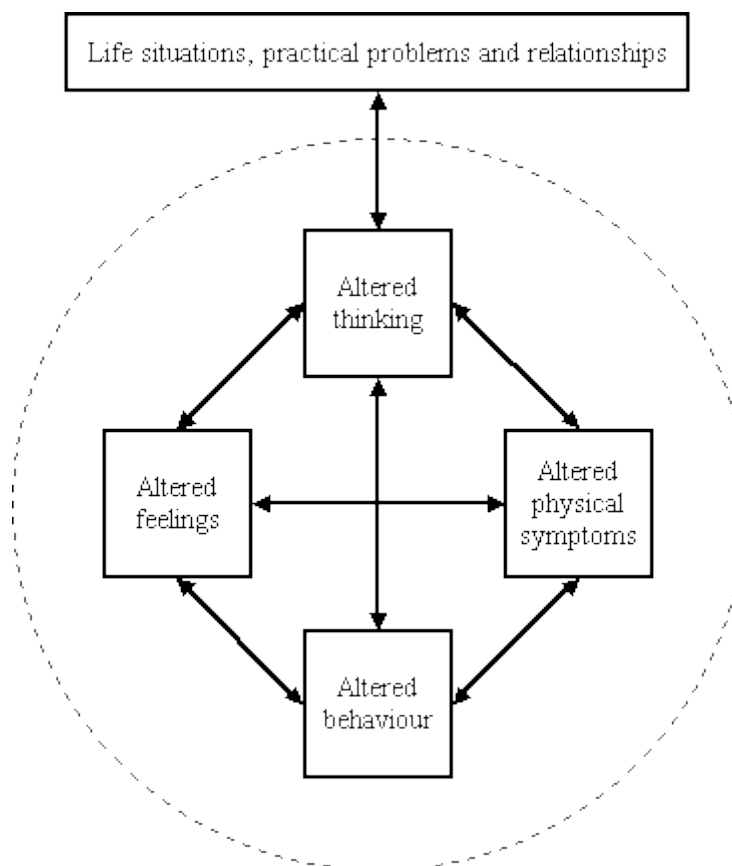 Life situations, practical problems and relationships
Altered
thinking
Altered
feelings
Altered
physical
symptoms
Altered
behaviour